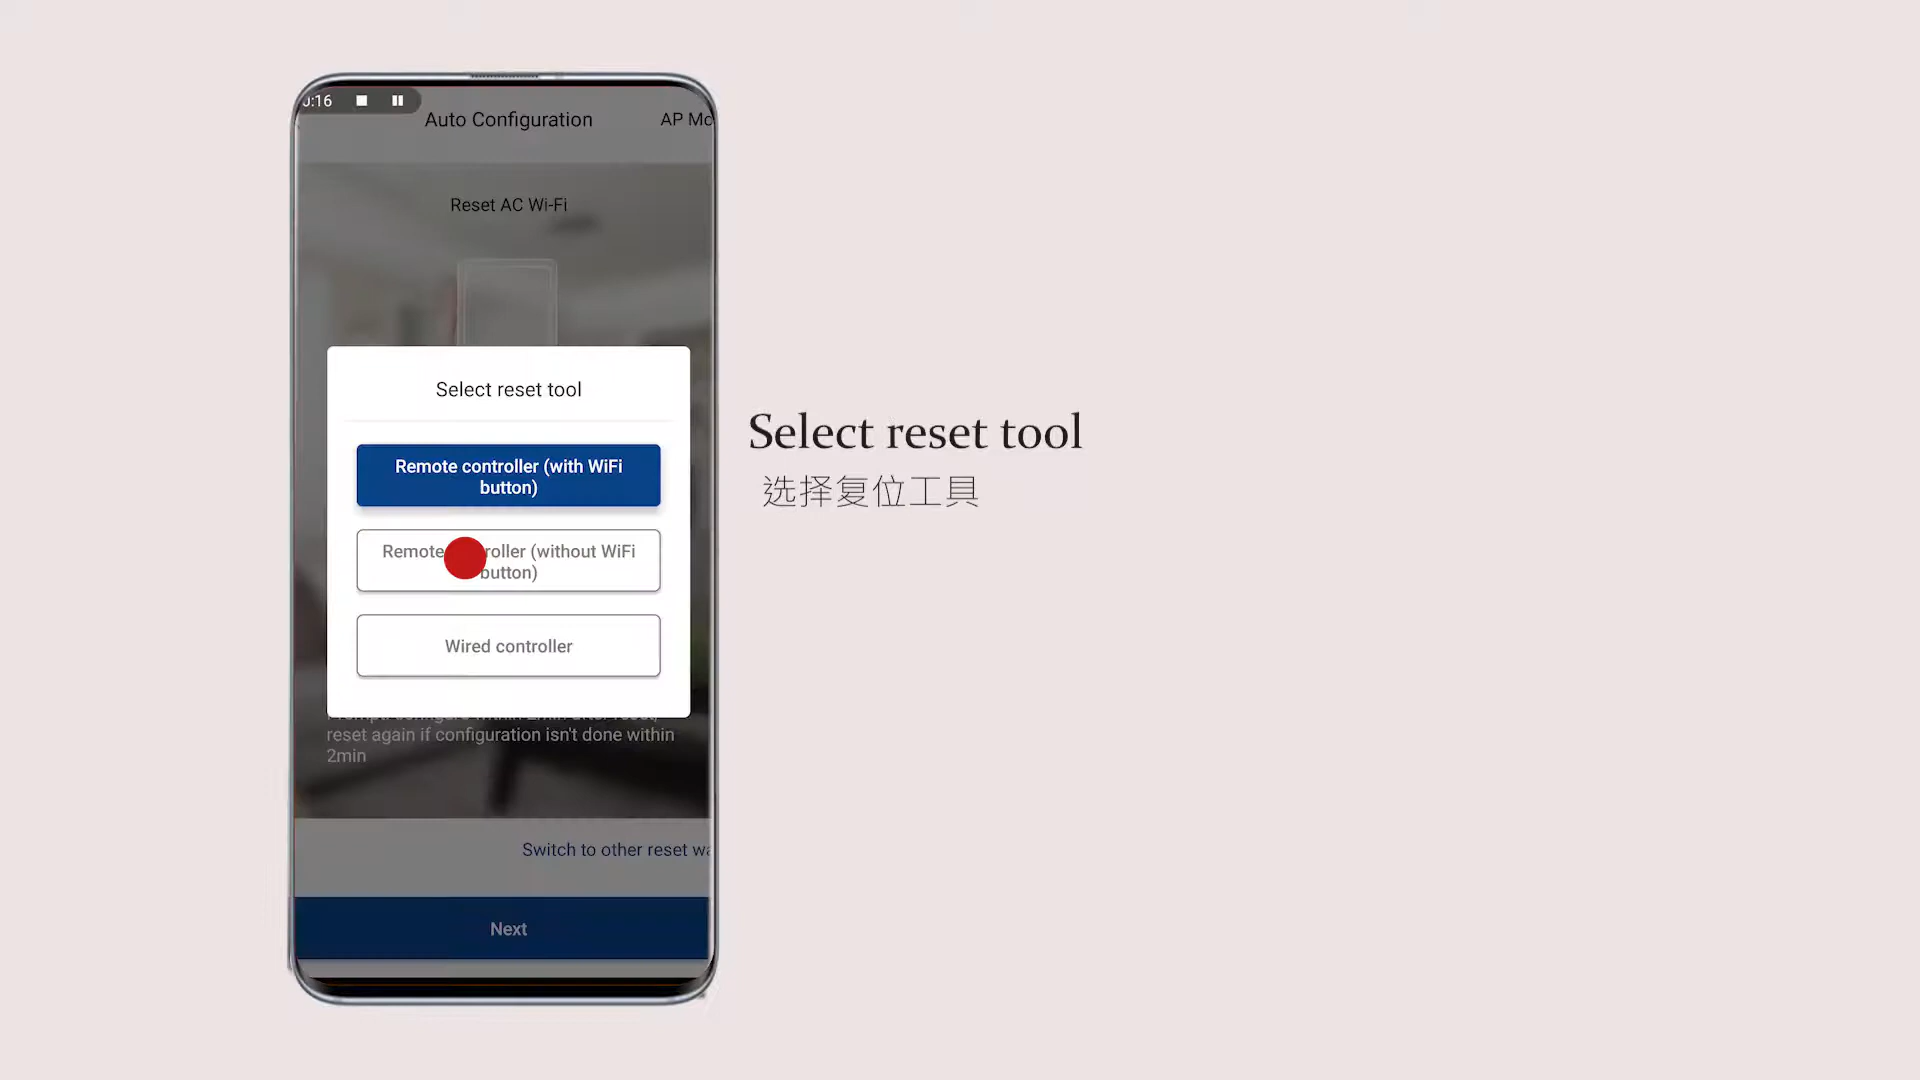 :16
Auto Configuration
AP Mo
Reset AC Wi-Fi
Select reset tool
Remote controller (with WiFi
button)
Remote roller (without WiFi
button)
Wired controller
reset again if configuration isn't done within
2min
Switch to other reset wa
Next
Select reset tool
选择复位工具